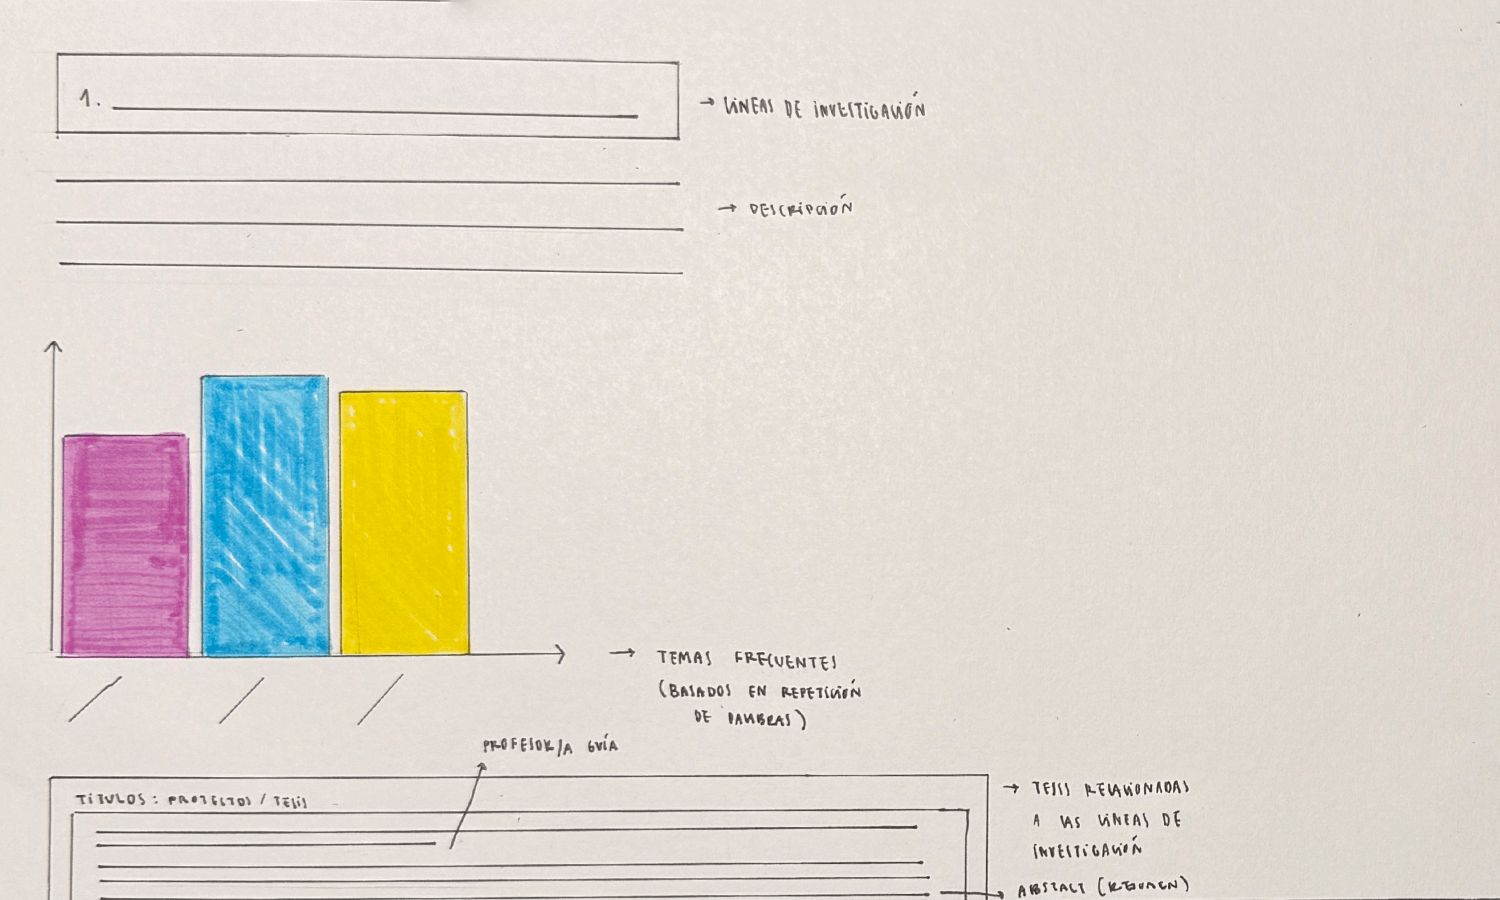 1.
→ LÍNEAS DE INVESTIGACIÓN
→ DESCRIPCIÓN
→ TEMAS FRECUENTES
(BASADOS EN REPETICIÓN
DE PALABRAS)
PROFESOR/A GUÍA
TÍTULOS: PROYECTOS / TESIS
→ TESIS RELACIONADAS
A LAS LÍNEAS DE
INVESTIGACIÓN
ABSTACT (RESUMEN)